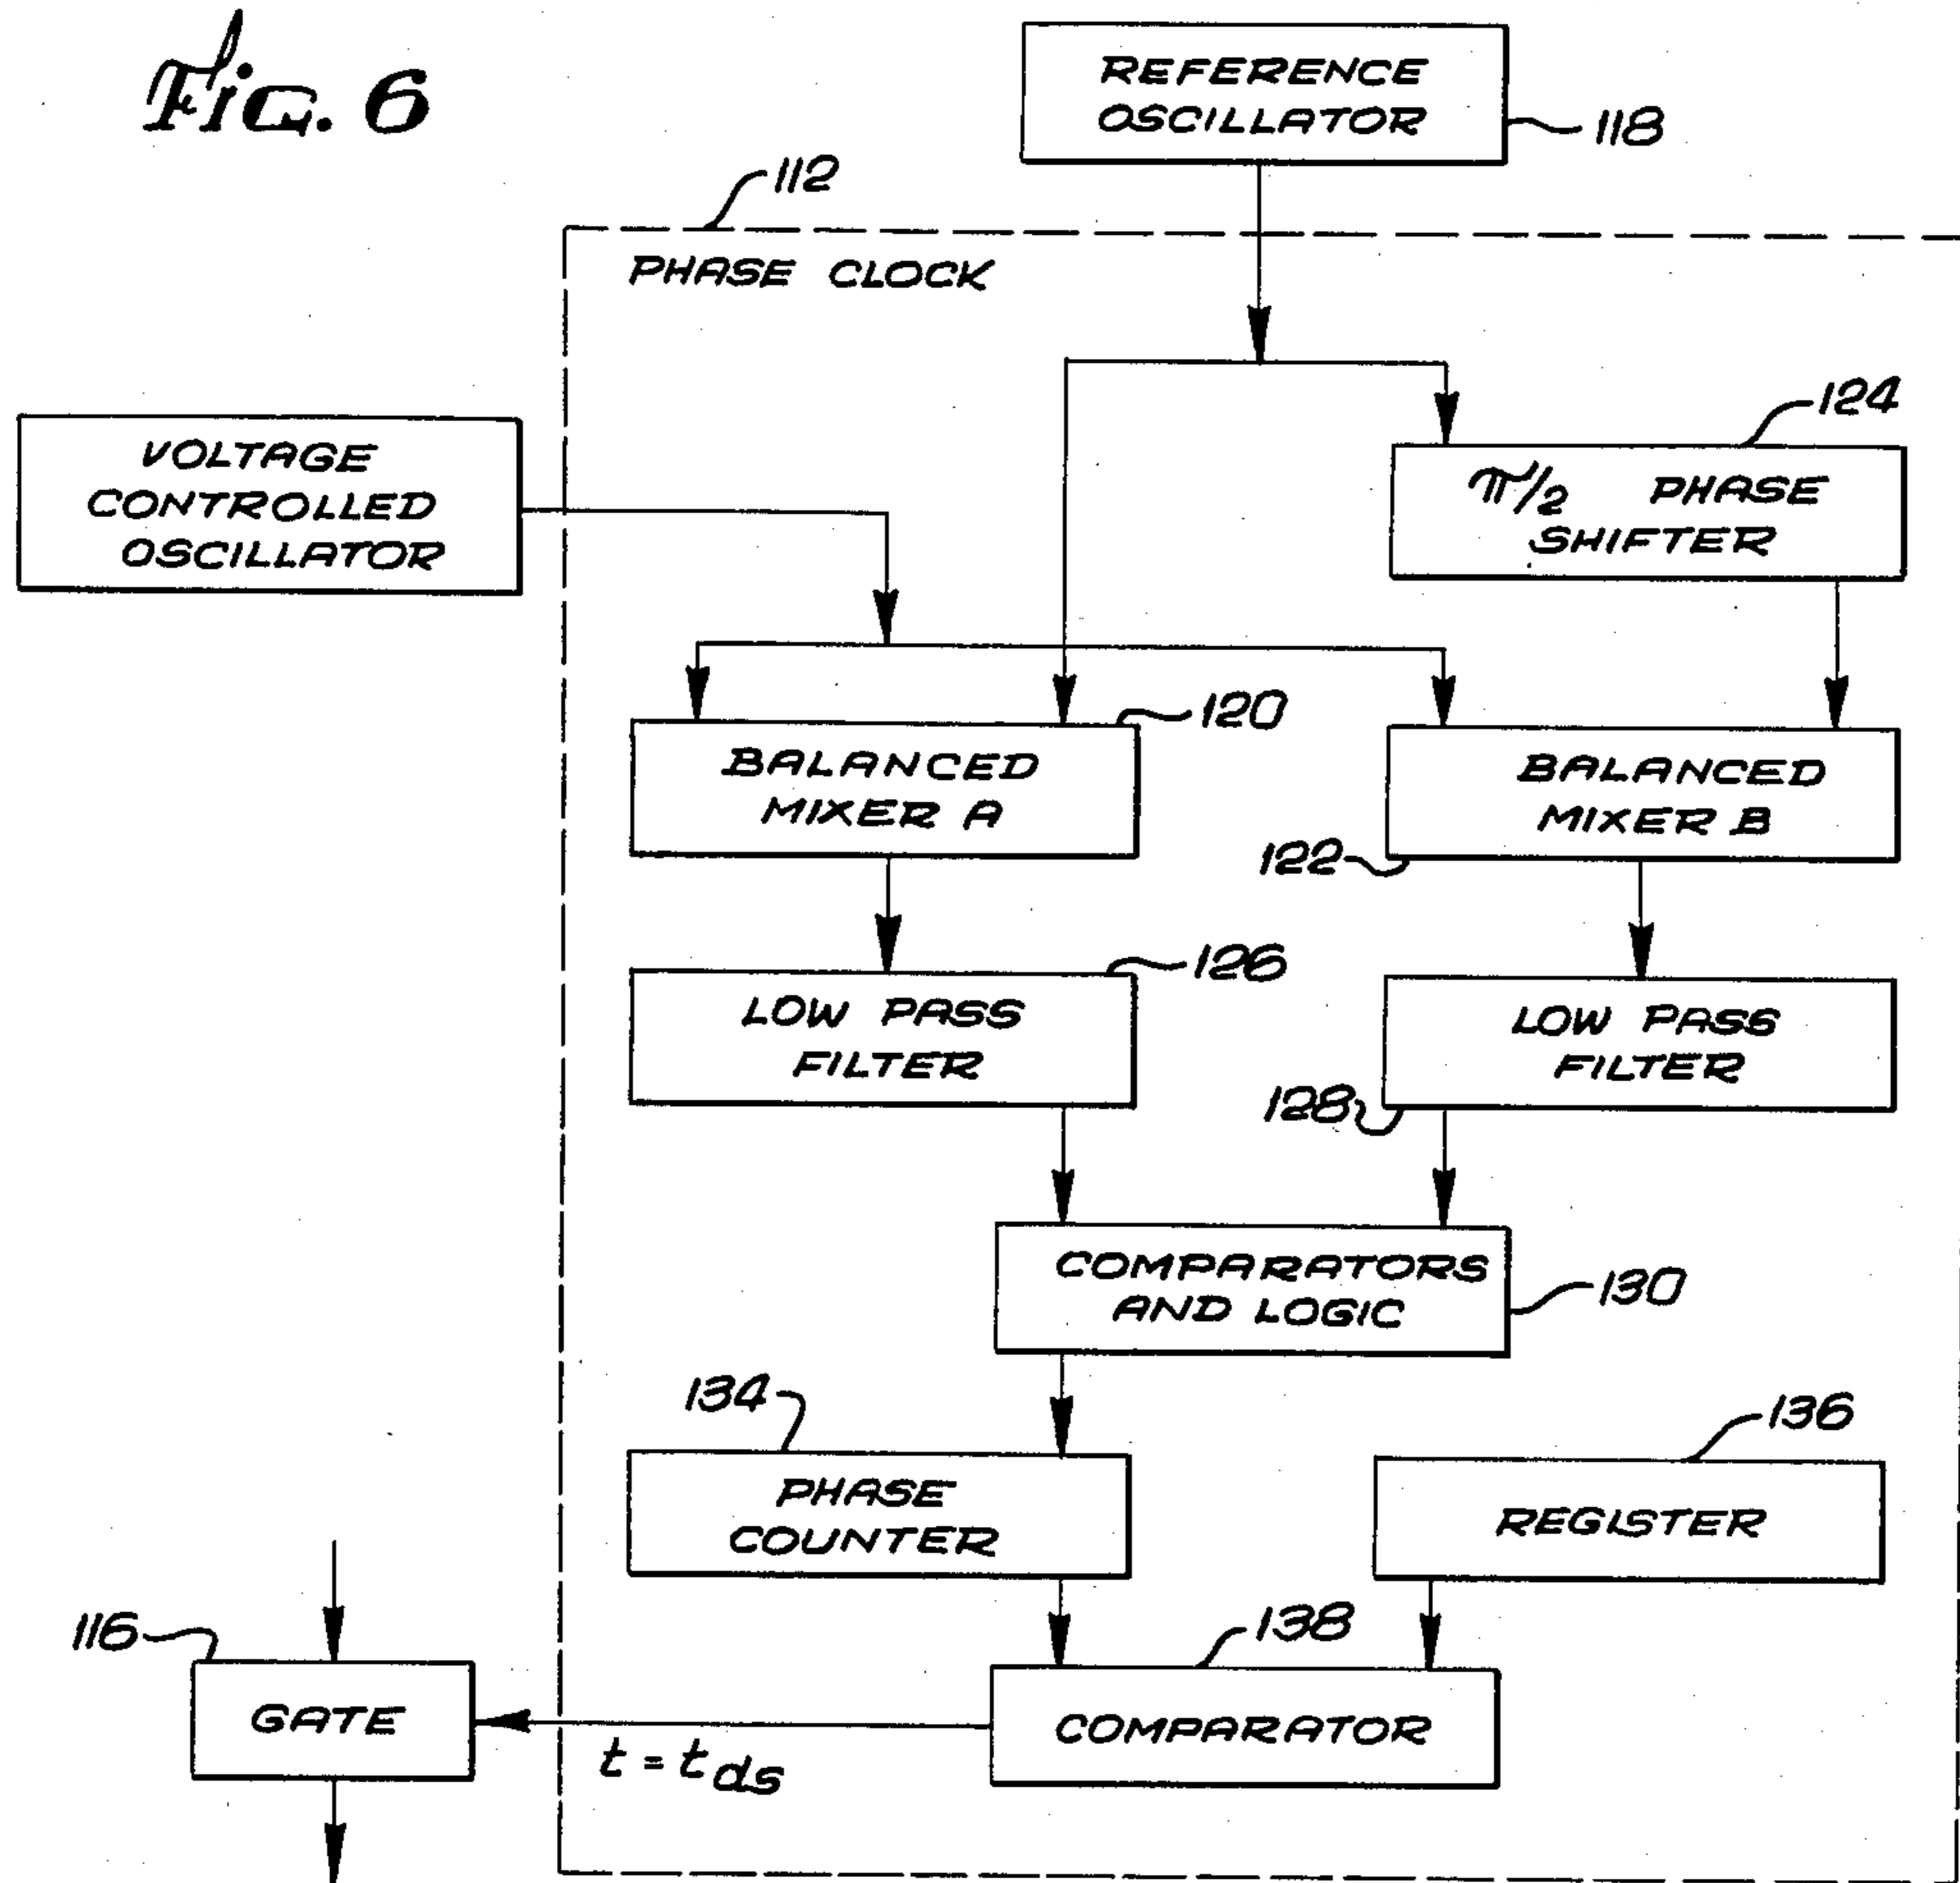 Fig. 6
REFERENCE
OSCILLATOR
118
112
PHASE CLOCK
VOLTAGE
CONTROLLED
OSCILLATOR
124
π/2 PHASE
SHIFTER
120
BALANCED
MIXER A
BALANCED
MIXER B
122
126
LOW PASS
FILTER
LOW PASS
FILTER
128
COMPARATORS
AND LOGIC
130
134
PHASE
COUNTER
136
REGISTER
116
GATE
138
COMPARATOR
t = t ds